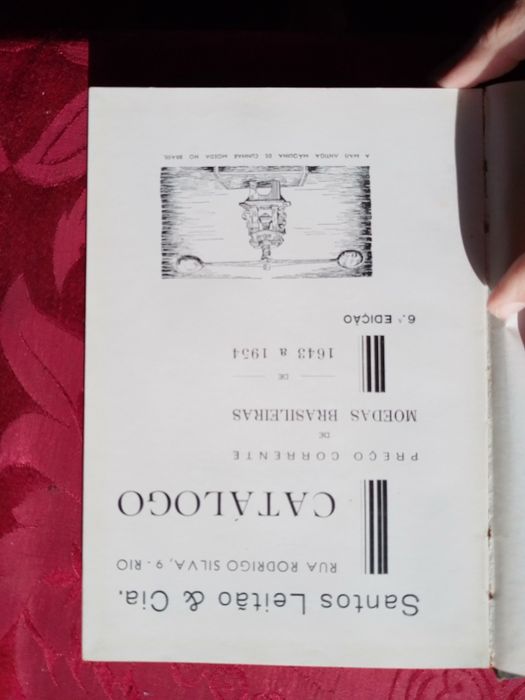 Santos Leitão & Cia.
RUA RODRIGO SILVA, 9 - RIO
CATÁLOGO
PREÇO CORRENTE
DE
MOEDAS BRASILEIRAS
DE
1643 a 1954
6.ª EDIÇÃO
A MAIS ANTIGA MÁQUINA DE CUNHAR MOEDA NO BRASIL